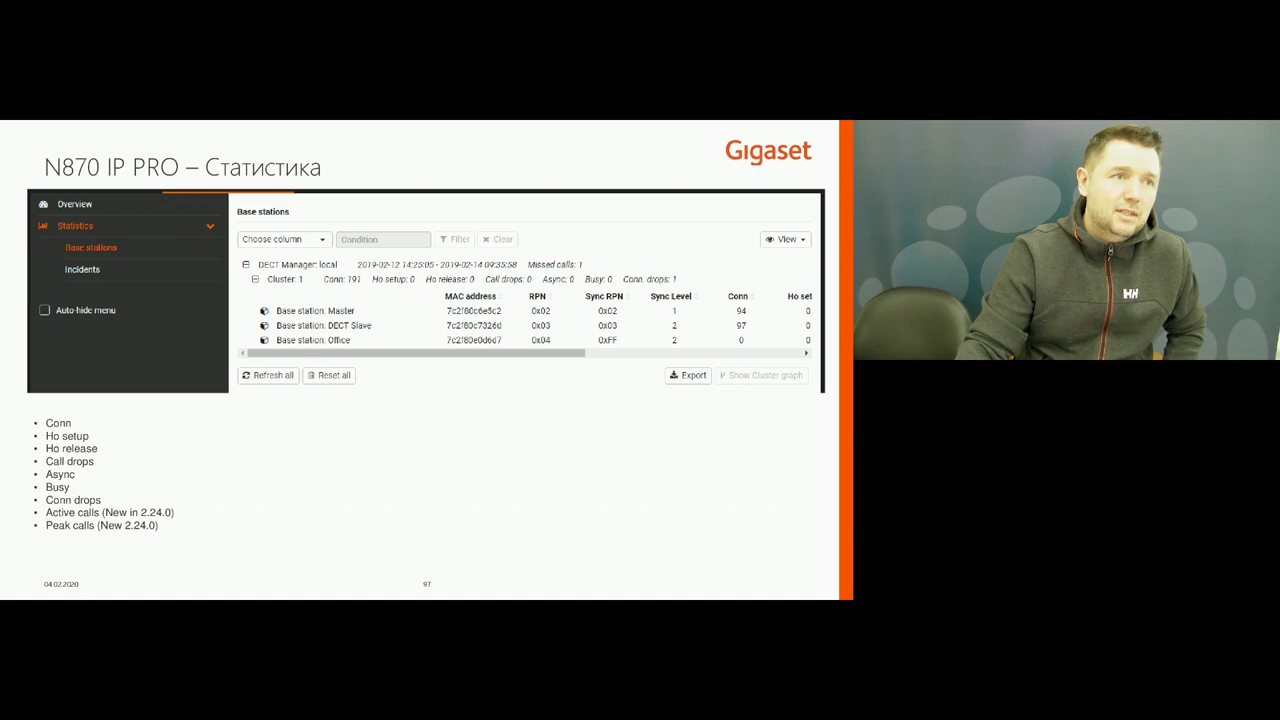 N870 IP PRO – Статистика
Gigaset
Overview
Statistics
Base stations
Incidents
Auto-hide menu
Base stations
Choose column Condition Filter Clear View
DECT Manager: local 2019-02-12 14:25:05 - 2019-02-14 09:35:58 Missed calls: 1
Cluster: 1 Conn: 191 Ho setup: 0 Ho release: 0 Call drops: 0 Async: 0 Busy: 0 Conn. drops: 1
MAC address RPN Sync RPN Sync Level Conn Ho set
Base station: Master 7c2f80c6e5c2 0x02 0x02 1 94 0
Base station: DECT Slave 7c2f80c7326d 0x03 0x03 2 97 0
Base station: Office 7c2f80e0d6d7 0x04 0xFF 2 0 0
Refresh all Reset all Export Show Cluster graph
• Conn
• Ho setup
• Ho release
• Call drops
• Async
• Busy
• Conn drops
• Active calls (New in 2.24.0)
• Peak calls (New 2.24.0)
04.02.2020 97
HH